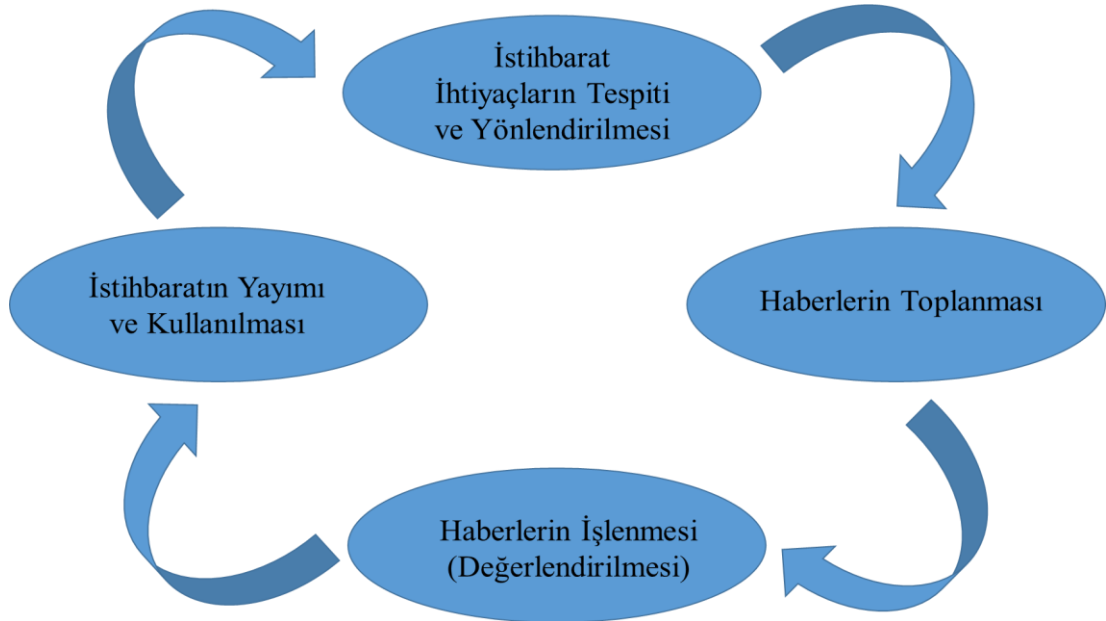 İstihbarat
İhtiyaçların Tespiti
ve Yönlendirilmesi
İstihbaratın Yayımı
ve Kullanılması
Haberlerin Toplanması
Haberlerin İşlenmesi
(Değerlendirilmesi)